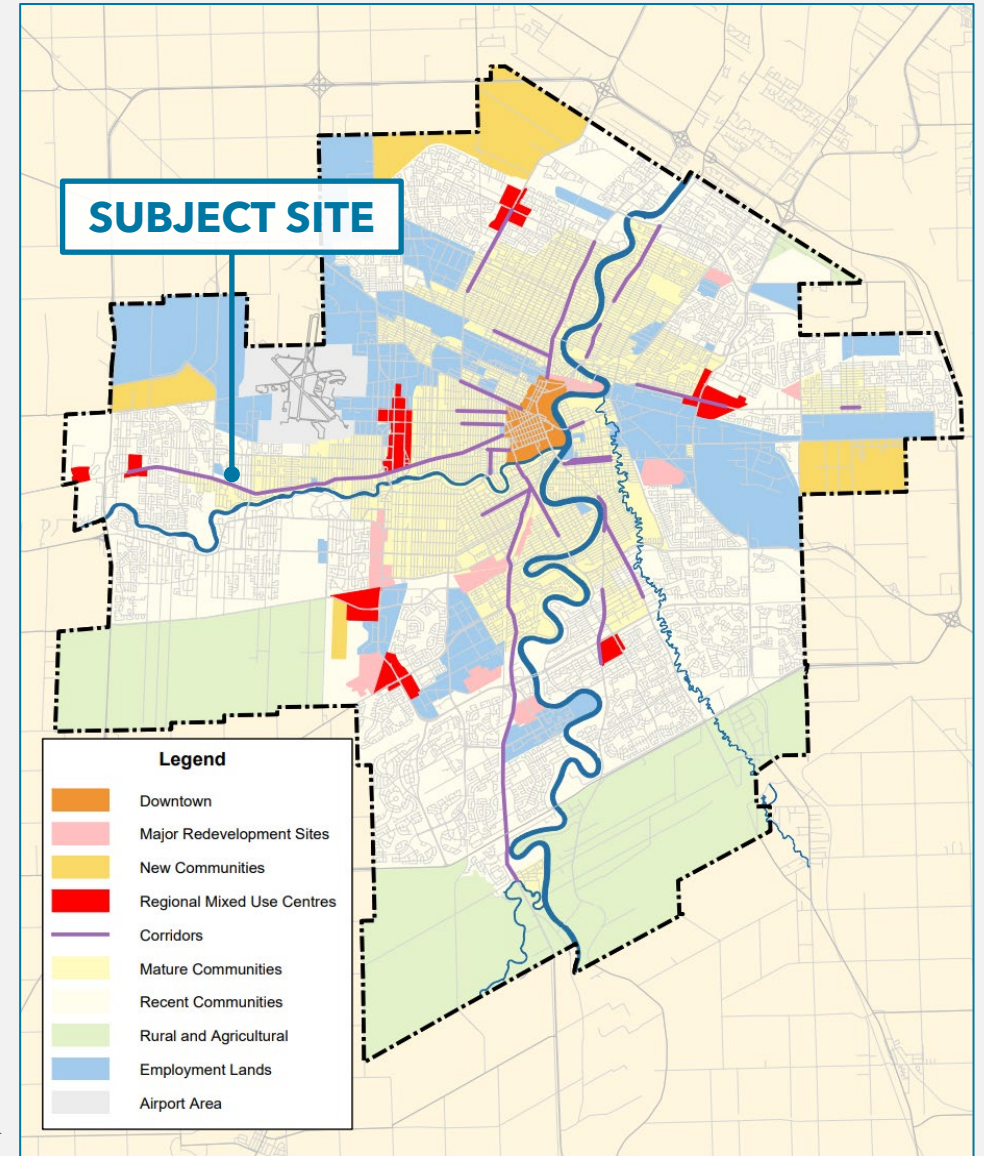 SUBJECT SITE
Legend
Downtown
Major Redevelopment Sites
New Communities
Regional Mixed Use Centres
Corridors
Mature Communities
Recent Communities
Rural and Agricultural
Employment Lands
Airport Area